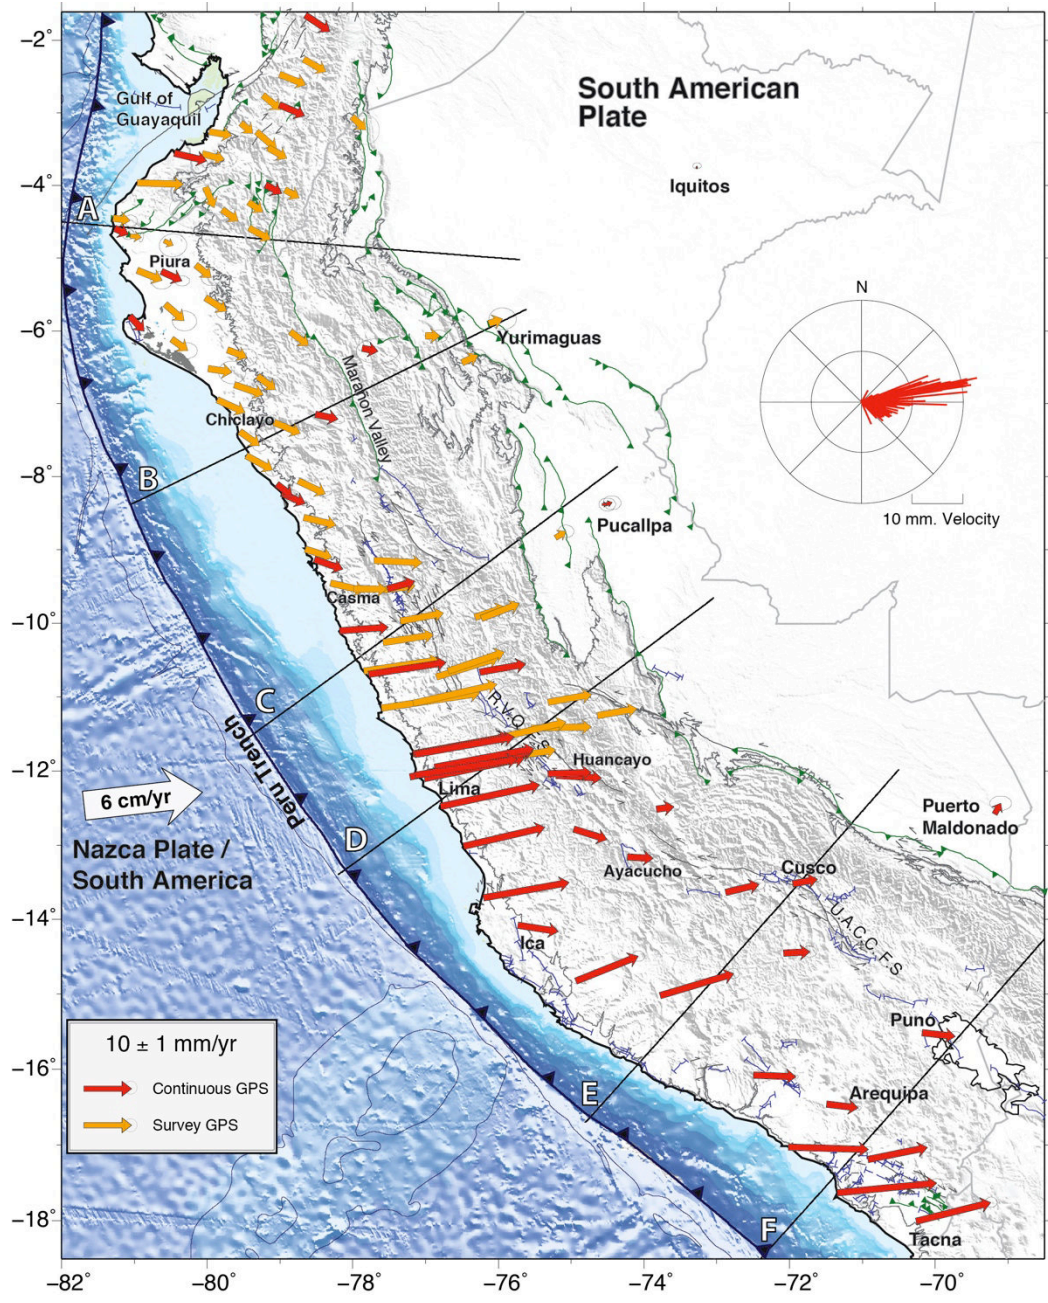 −2°
−4°
−6°
−8°
−10°
−12°
−14°
−16°
−18°
−82°
−80°
−78°
−76°
−74°
−72°
−70°
Gulf of
Guayaquil
South American
Plate
Iquitos
A
Piura
N
Yurimaguas
Marañon Valley
Chiclayo
B
10 mm. Velocity
Pucallpa
Casma
C
Peru Trench
R.V.Q.F.S
Huancayo
Lima
6 cm/yr
D
Puerto
Maldonado
Nazca Plate /
South America
Ayacucho
Cusco
U.A.C.C.F.S
Ica
Puno
10 ± 1 mm/yr
Continuous GPS
Survey GPS
E
Arequipa
F
Tacna